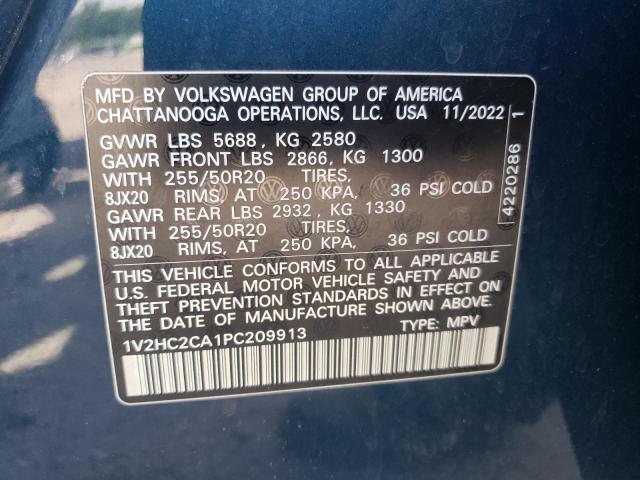 MFD BY VOLKSWAGEN GROUP OF AMERICA
CHATTANOOGA OPERATIONS, LLC. USA 11/2022
GVWR LBS 5688, KG 2580
GAWR FRONT LBS 2866, KG 1300
WITH 255/50R20 TIRES,
8JX20 RIMS, AT 250 KPA, 36 PSI COLD
GAWR REAR LBS 2932, KG 1330
WITH 255/50R20 TIRES,
8JX20 RIMS, AT 250 KPA, 36 PSI COLD
THIS VEHICLE CONFORMS TO ALL APPLICABLE
U.S. FEDERAL MOTOR VEHICLE SAFETY AND
THEFT PREVENTION STANDARDS IN EFFECT ON
THE DATE OF MANUFACTURE SHOWN ABOVE.
1V2HC2CA1PC209913 TYPE: MPV
4220286 1